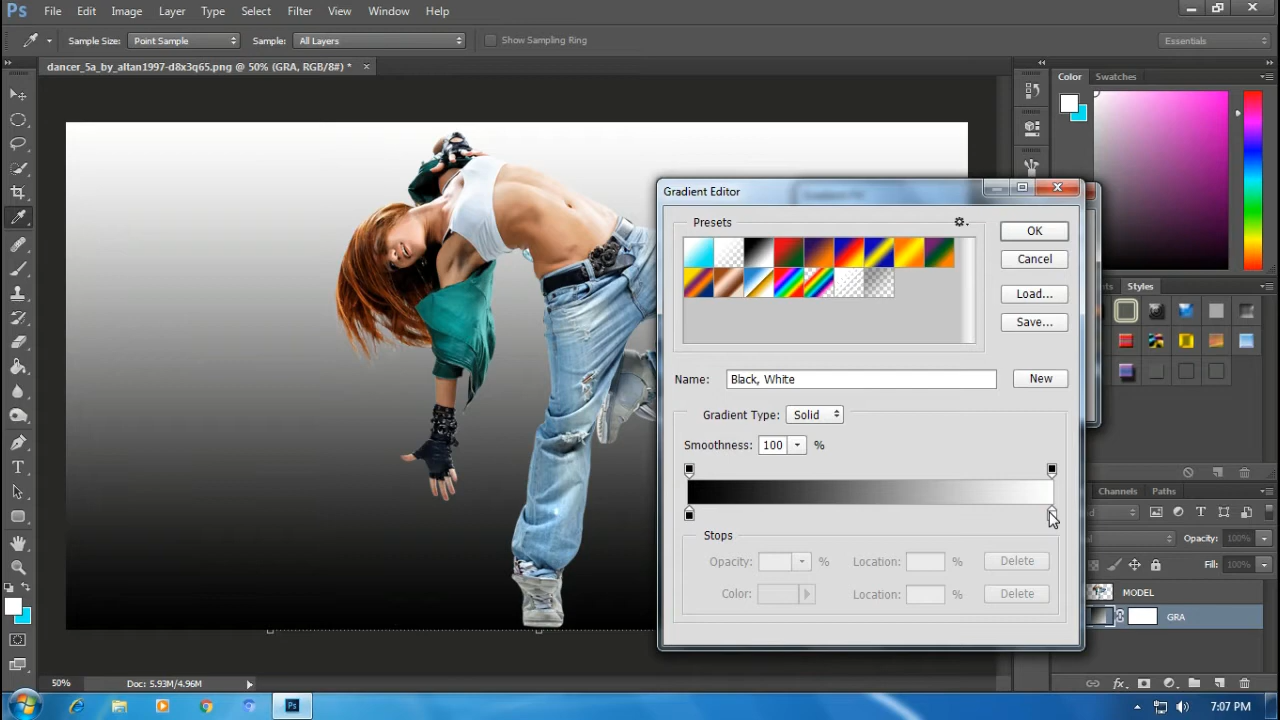 Ps File Edit Image Layer Type Select Filter View Window Help
Sample Size: Point Sample Sample: All Layers Show Sampling Ring Essentials
dancer_5a_by_altan1997-d8x3q65.png @ 50% (GRA, RGB/8#) * ×
Color Swatches
Gradient Editor
Presets
OK
Cancel
Load...
Save...
Styles
Name: Black, White New
Gradient Type: Solid
Smoothness: 100 %
Channels Paths
Stops
Opacity: % Location: % Delete
Color: Location: % Delete
Opacity: 100%
Fill: 100%
MODEL
GRA
50% Doc: 5.93M/4.96M
Ps 7:07 PM